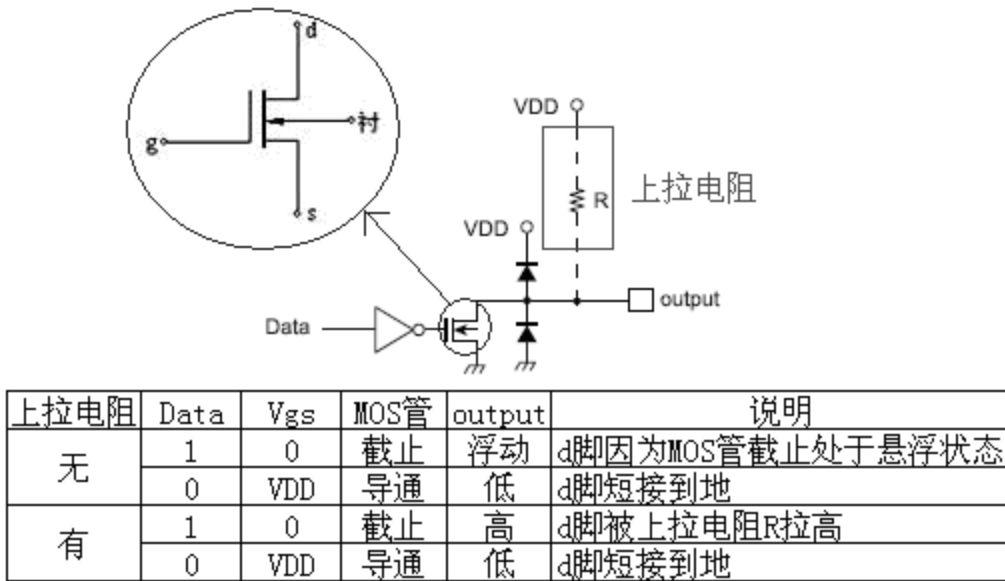 d
g
衬
s
VDD
R
上拉电阻
VDD
output
Data
上拉电阻 Data Vgs MOS管 output 说明
无 1 0 截止 浮动 d脚因为MOS管截止处于悬浮状态
0 VDD 导通 低 d脚短接到地
有 1 0 截止 高 d脚被上拉电阻R拉高
0 VDD 导通 低 d脚短接到地